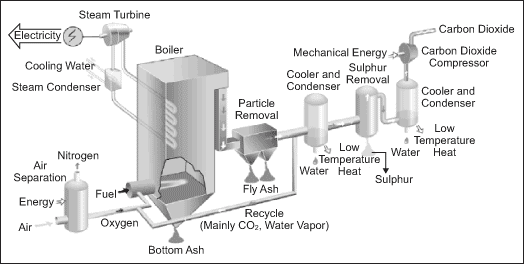 Steam Turbine
Electricity
Cooling Water
Steam Condenser
Boiler
Carbon Dioxide
Mechanical Energy
Carbon Dioxide
Compressor
Cooler and
Condenser
Sulphur
Removal
Cooler and
Condenser
Particle
Removal
Low
Temperature
Heat
Water
Low
Temperature
Heat
Water
Sulphur
Fly Ash
Nitrogen
Air
Separation
Energy
Air
Fuel
Oxygen
Recycle
(Mainly CO₂, Water Vapor)
Bottom Ash